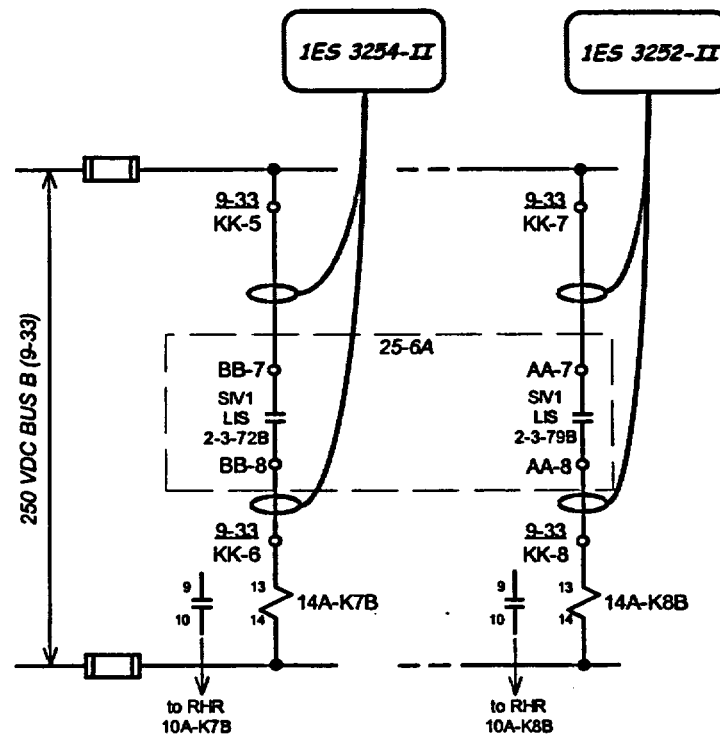 1ES 3254-II
1ES 3252-II
9-33
KK-5
9-33
KK-7
250 VDC BUS B (9-33)
25-6A
BB-7
SIV1
LIS
2-3-72B
BB-8
AA-7
SIV1
LIS
2-3-79B
AA-8
9-33
KK-6
9-33
KK-8
9
10
13
14
14A-K7B
9
10
13
14
14A-K8B
to RHR
10A-K7B
to RHR
10A-K8B